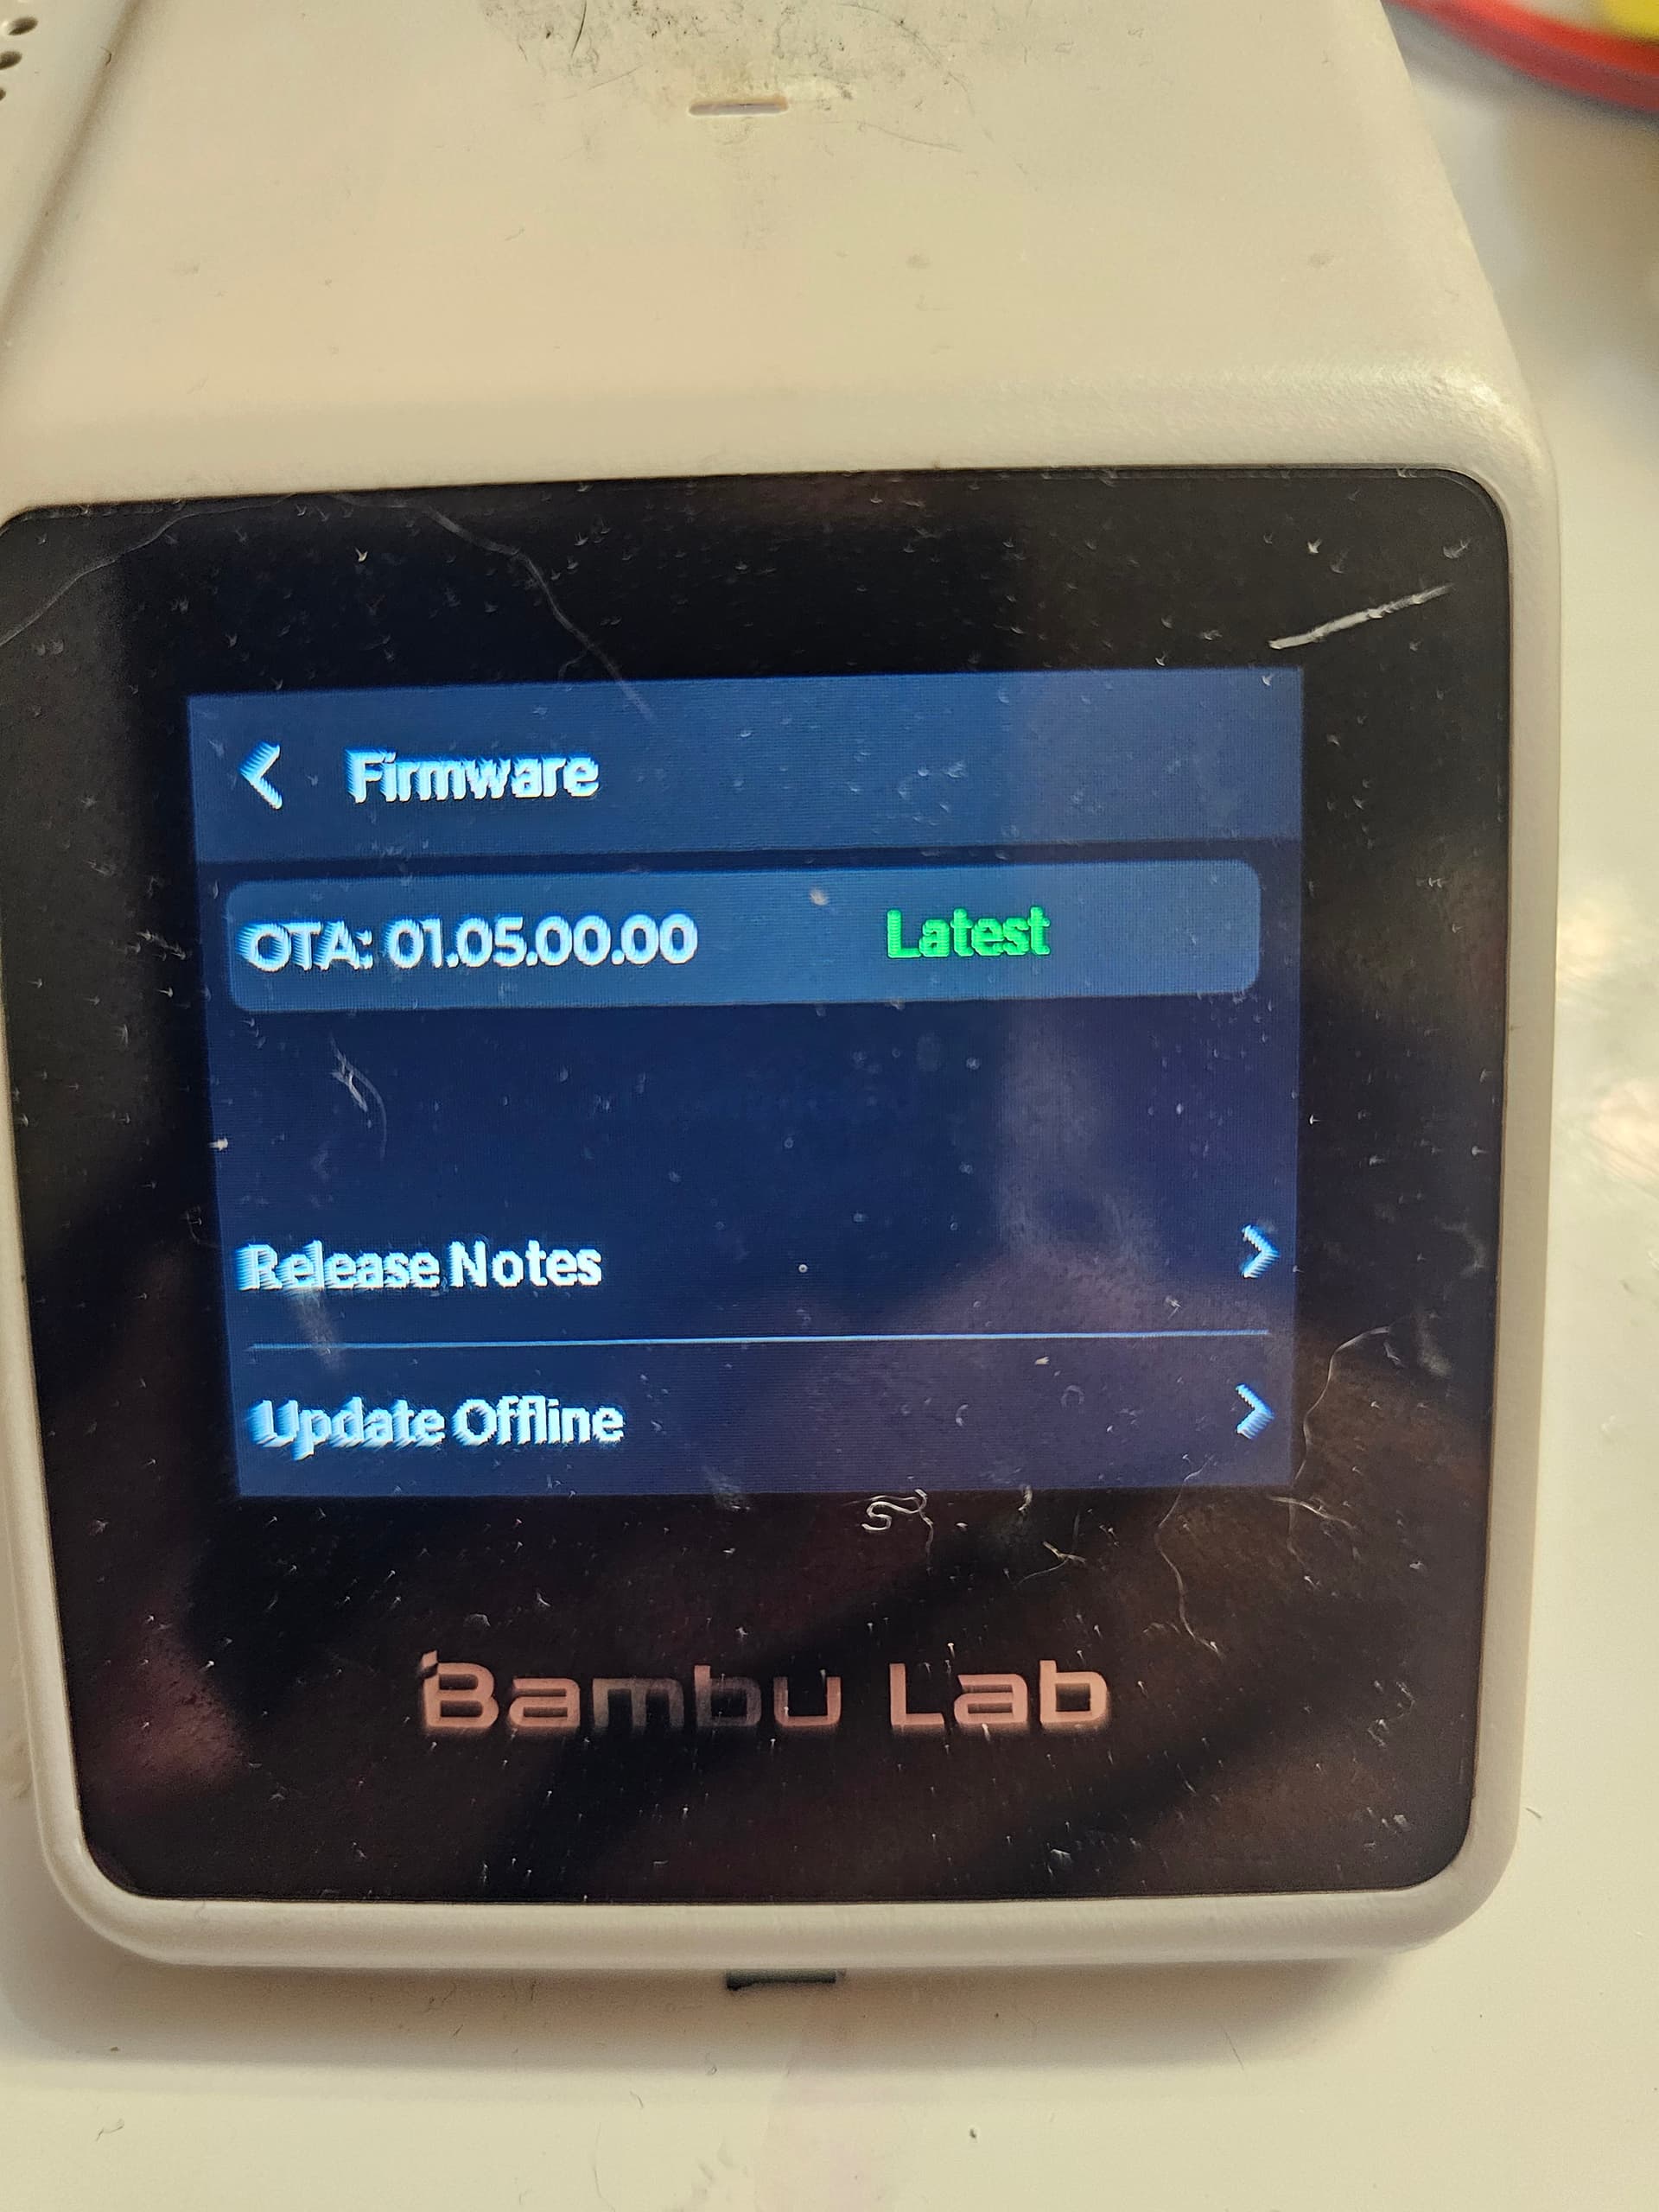 Firmware
OTA: 01.05.00.00 Latest
Release Notes
Update Offline
Bambu Lab